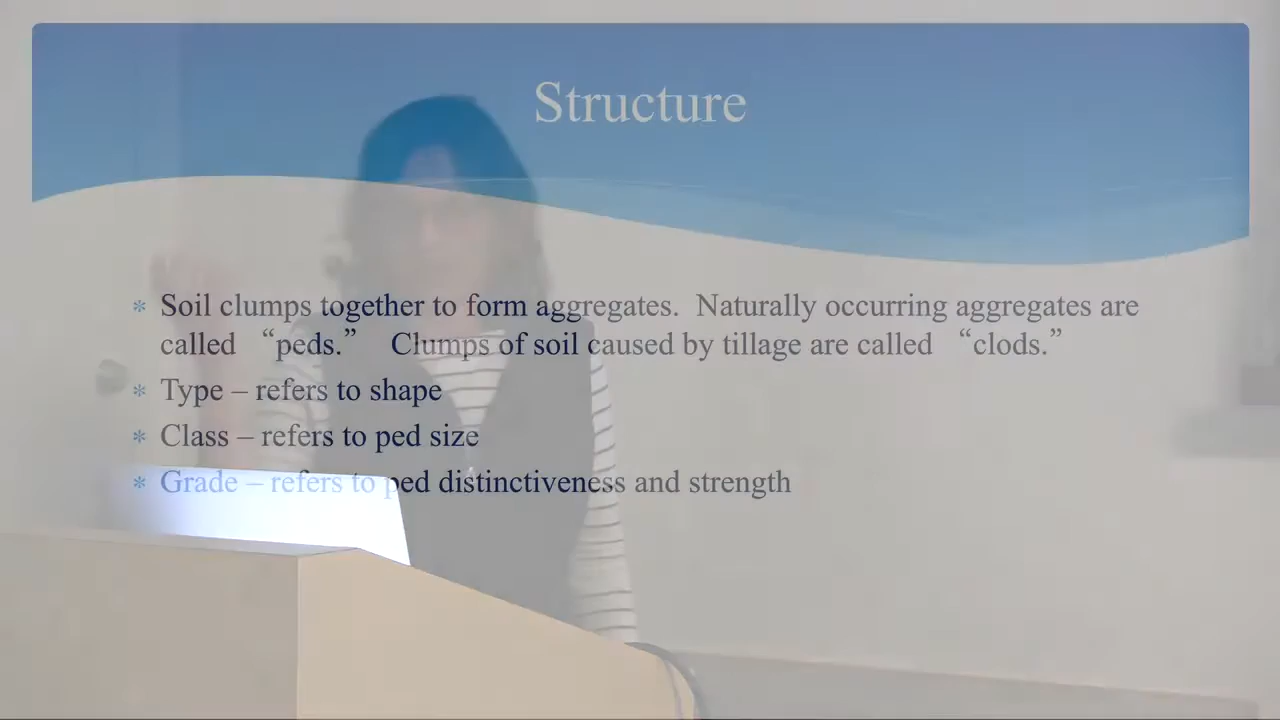 Structure
* Soil clumps together to form aggregates.  Naturally occurring aggregates are
called “peds.”  Clumps of soil caused by tillage are called “clods.”
* Type – refers to shape
* Class – refers to ped size
* Grade – refers to ped distinctiveness and strength